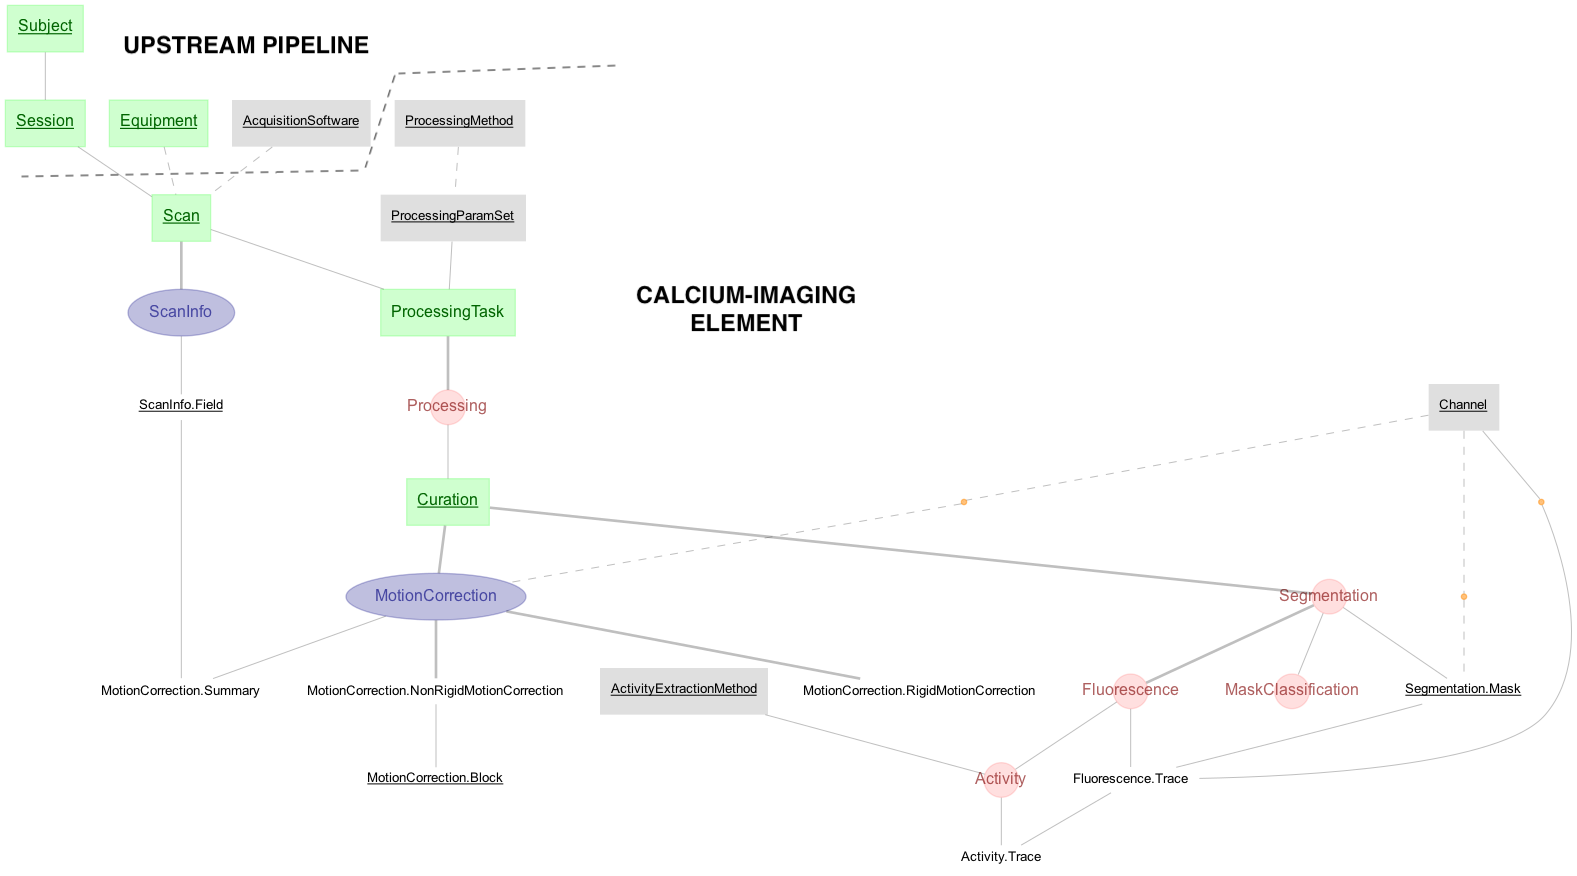 Subject
UPSTREAM PIPELINE
Session
Equipment
AcquisitionSoftware
ProcessingMethod
Scan
ProcessingParamSet
CALCIUM-IMAGING
ELEMENT
ScanInfo
ProcessingTask
ScanInfo.Field
Processing
Channel
Curation
MotionCorrection
Segmentation
MotionCorrection.Summary
MotionCorrection.NonRigidMotionCorrection
ActivityExtractionMethod
MotionCorrection.RigidMotionCorrection
Fluorescence
MaskClassification
Segmentation.Mask
MotionCorrection.Block
Activity
Fluorescence.Trace
Activity.Trace